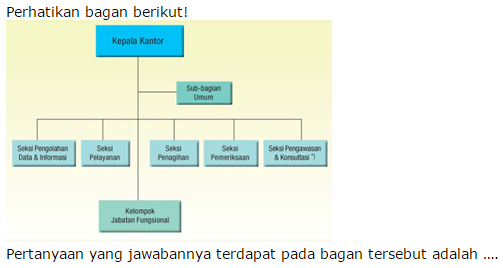 Perhatikan bagan berikut!
Kepala Kantor
Sub-bagian
Umum
Seksi Pengolahan
Data & Informasi
Seksi
Pelayanan
Seksi
Penagihan
Seksi
Pemeriksaan
Seksi Pengawasan
& Konsultasi *)
Kelompok
Jabatan Fungsional
Pertanyaan yang jawabannya terdapat pada bagan tersebut adalah ....